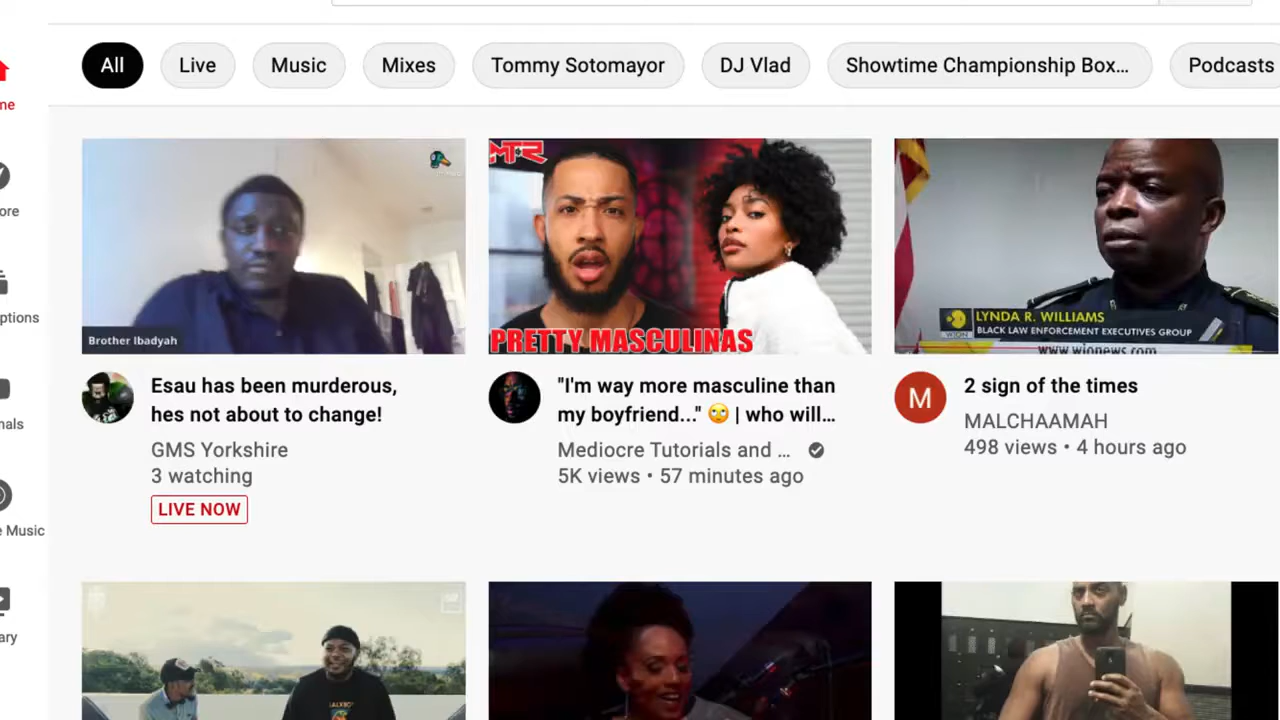 All
Live
Music
Mixes
Tommy Sotomayor
DJ Vlad
Showtime Championship Box...
Podcasts
me
ore
ptions
nals
e Music
ary
Brother Ibadyah
MTR
PRETTY MASCULINAS
WION
LYNDA R. WILLIAMS
BLACK LAW ENFORCEMENT EXECUTIVES GROUP
www.wionews.com
Esau has been murderous,
hes not about to change!
GMS Yorkshire
3 watching
LIVE NOW
"I'm way more masculine than
my boyfriend..." 🙄 | who will...
Mediocre Tutorials and ...
5K views • 57 minutes ago
M
2 sign of the times
MALCHAAMAH
498 views • 4 hours ago